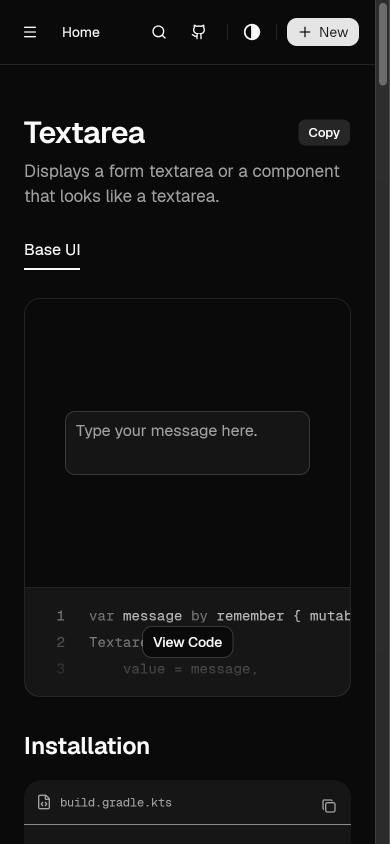 Home
New
Textarea
Copy
Displays a form textarea or a component
that looks like a textarea.
Base UI
Type your message here.
1 var message by remember { mutab
2 Textare
View Code
3 value = message,
Installation
build.gradle.kts